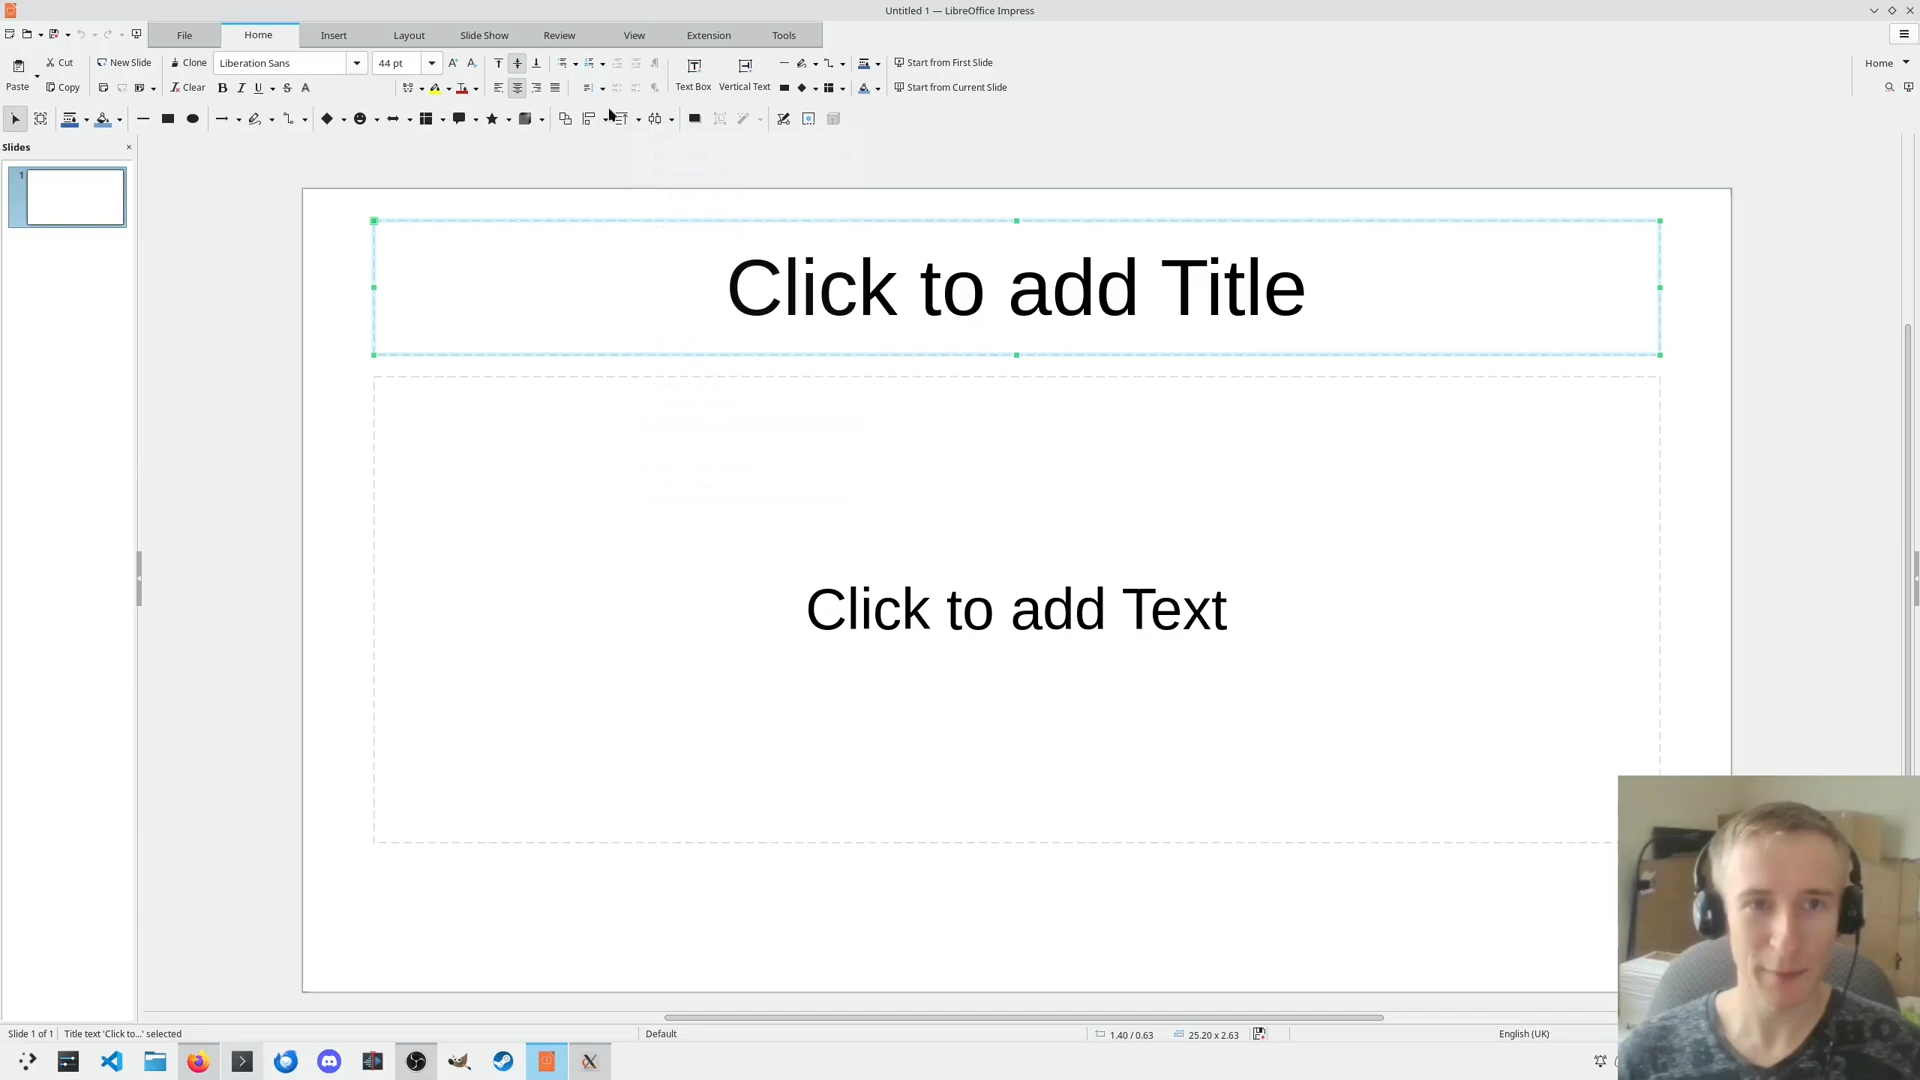 Untitled 1 — LibreOffice Impress
File Home Insert Layout Slide Show Review View Extension Tools
Cut New Slide Clone Liberation Sans 44 pt Start from First Slide Home
Paste Copy Clear Text Box Vertical Text Start from Current Slide
B I U S A
Slides
1
Click to add Title
Click to add Text
Slide 1 of 1 Title text 'Click to...' selected Default 1.40 / 0.63 25.20 x 2.63 English (UK)